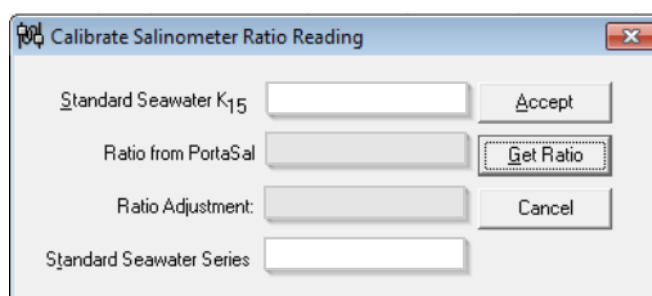 Calibrate Salinometer Ratio Reading
Standard Seawater K15 Accept
Ratio from PortaSal Get Ratio
Ratio Adjustment: Cancel
Standard Seawater Series